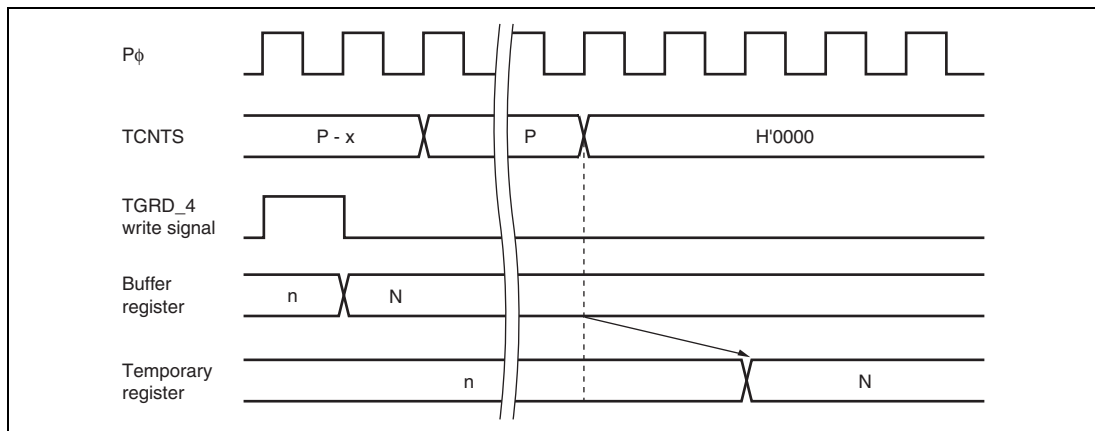 Pϕ
TCNTS
P - x
P
H'0000
TGRD_4
write signal
Buffer
register
n
N
Temporary
register
n
N